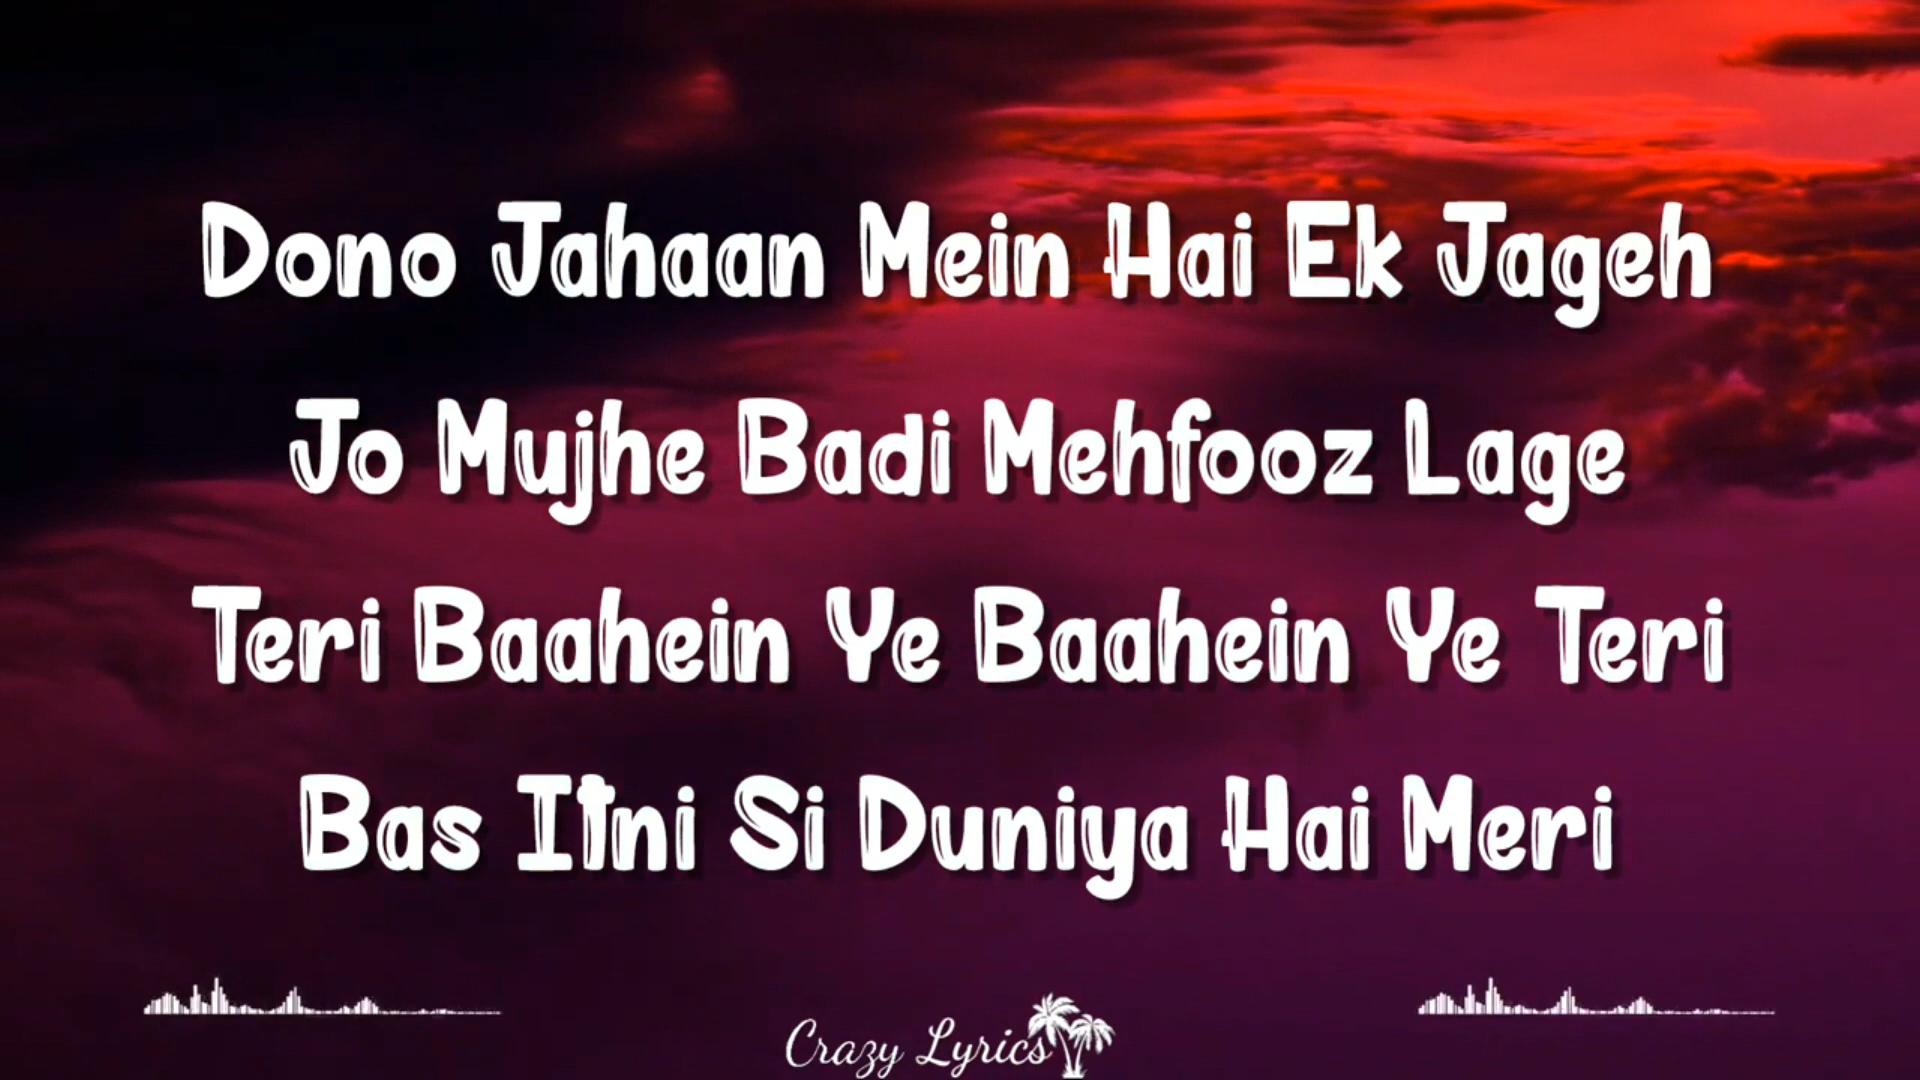 Dono Jahaan Mein Hai Ek Jageh
Jo Mujhe Badi Mehfooz Lage
Teri Baahein Ye Baahein Ye Teri
Bas Itni Si Duniya Hai Meri
Crazy Lyrics